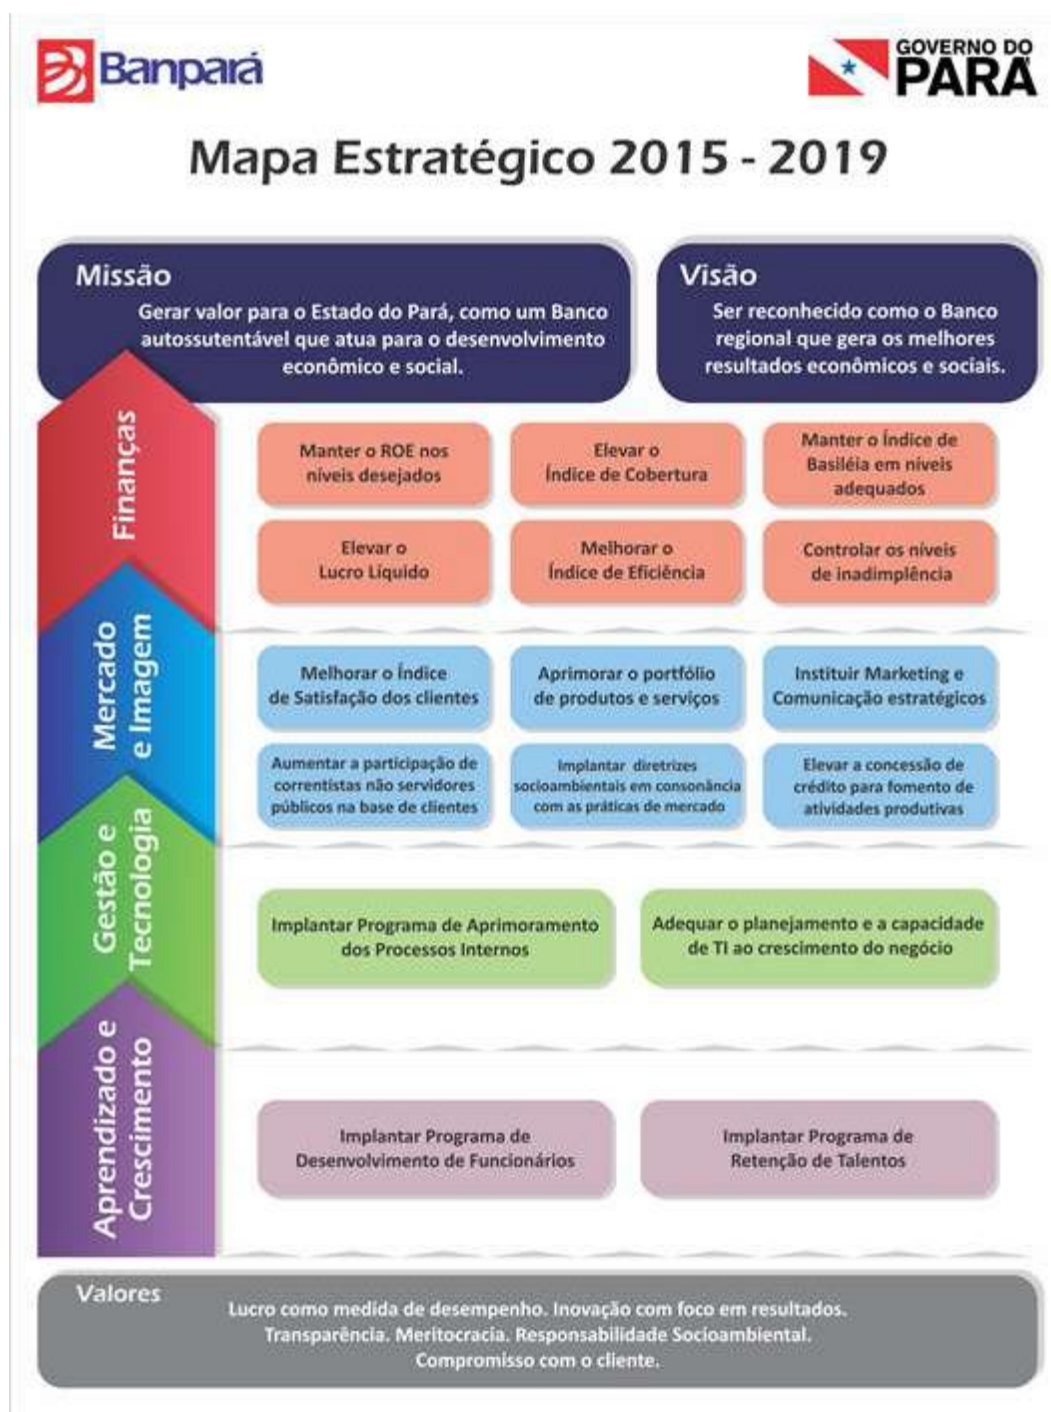 Banpará
GOVERNO DO
PARÁ
Mapa Estratégico 2015 - 2019
Missão
Gerar valor para o Estado do Pará, como um Banco
autossutentável que atua para o desenvolvimento
econômico e social.
Visão
Ser reconhecido como o Banco
regional que gera os melhores
resultados econômicos e sociais.
Finanças
Manter o ROE nos
níveis desejados
Elevar o
Índice de Cobertura
Manter o Índice de
Basiléia em níveis
adequados
Elevar o
Lucro Líquido
Melhorar o
Índice de Eficiência
Controlar os níveis
de inadimplência
Mercado
e Imagem
Melhorar o Índice
de Satisfação dos clientes
Aprimorar o portfólio
de produtos e serviços
Instituir Marketing e
Comunicação estratégicos
Aumentar a participação de
correntistas não servidores
públicos na base de clientes
Implantar diretrizes
socioambientais em consonância
com as práticas de mercado
Elevar a concessão de
crédito para fomento de
atividades produtivas
Gestão e
Tecnologia
Implantar Programa de Aprimoramento
dos Processos Internos
Adequar o planejamento e a capacidade
de TI ao crescimento do negócio
Aprendizado e
Crescimento
Implantar Programa de
Desenvolvimento de Funcionários
Implantar Programa de
Retenção de Talentos
Valores
Lucro como medida de desempenho. Inovação com foco em resultados.
Transparência. Meritocracia. Responsabilidade Socioambiental.
Compromisso com o cliente.